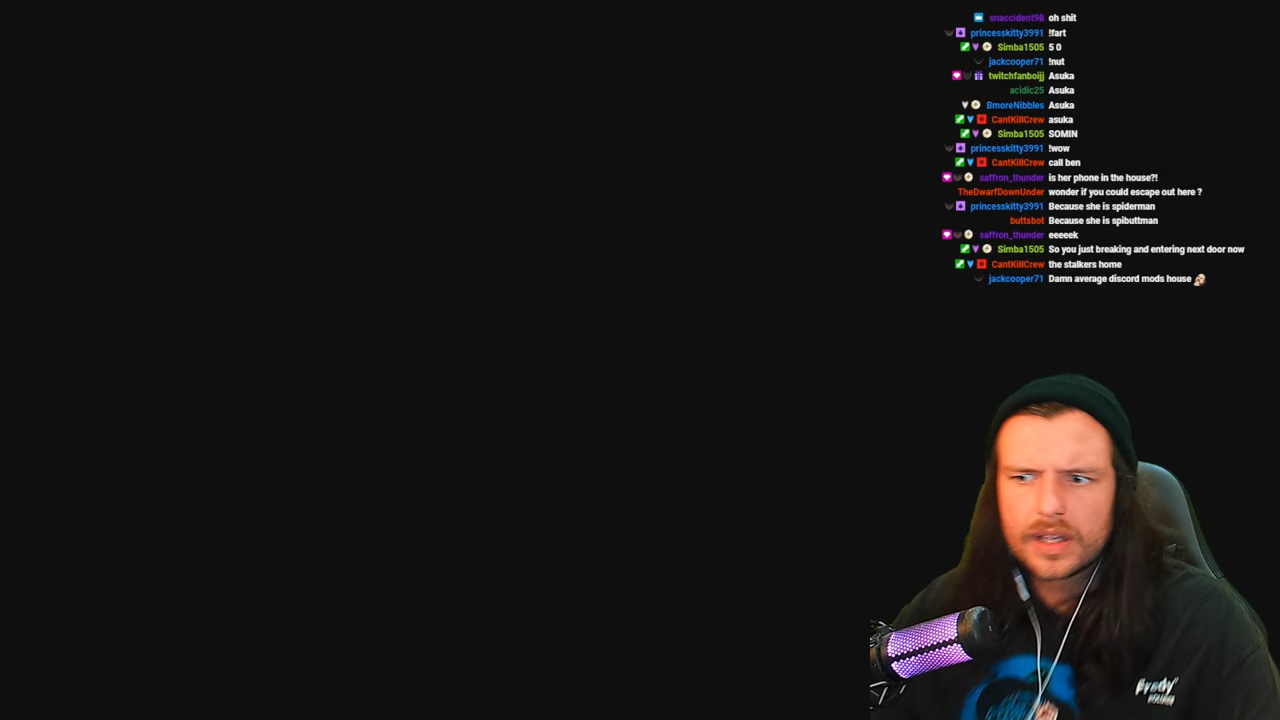 snaccident98 oh shit
princesskitty3991 !fart
Simba1505 5 0
jackcooper71 !nut
twitchfanboijj Asuka
acidic25 Asuka
BmoreNibbles Asuka
CantKillCrew asuka
Simba1505 SOMIN
princesskitty3991 !wow
CantKillCrew call ben
saffron_thunder is her phone in the house?!
TheDwarfDownUnder wonder if you could escape out here ?
princesskitty3991 Because she is spiderman
buttsbot Because she is spibuttman
saffron_thunder eeeeek
Simba1505 So you just breaking and entering next door now
CantKillCrew the stalkers home
jackcooper71 Damn average discord mods house